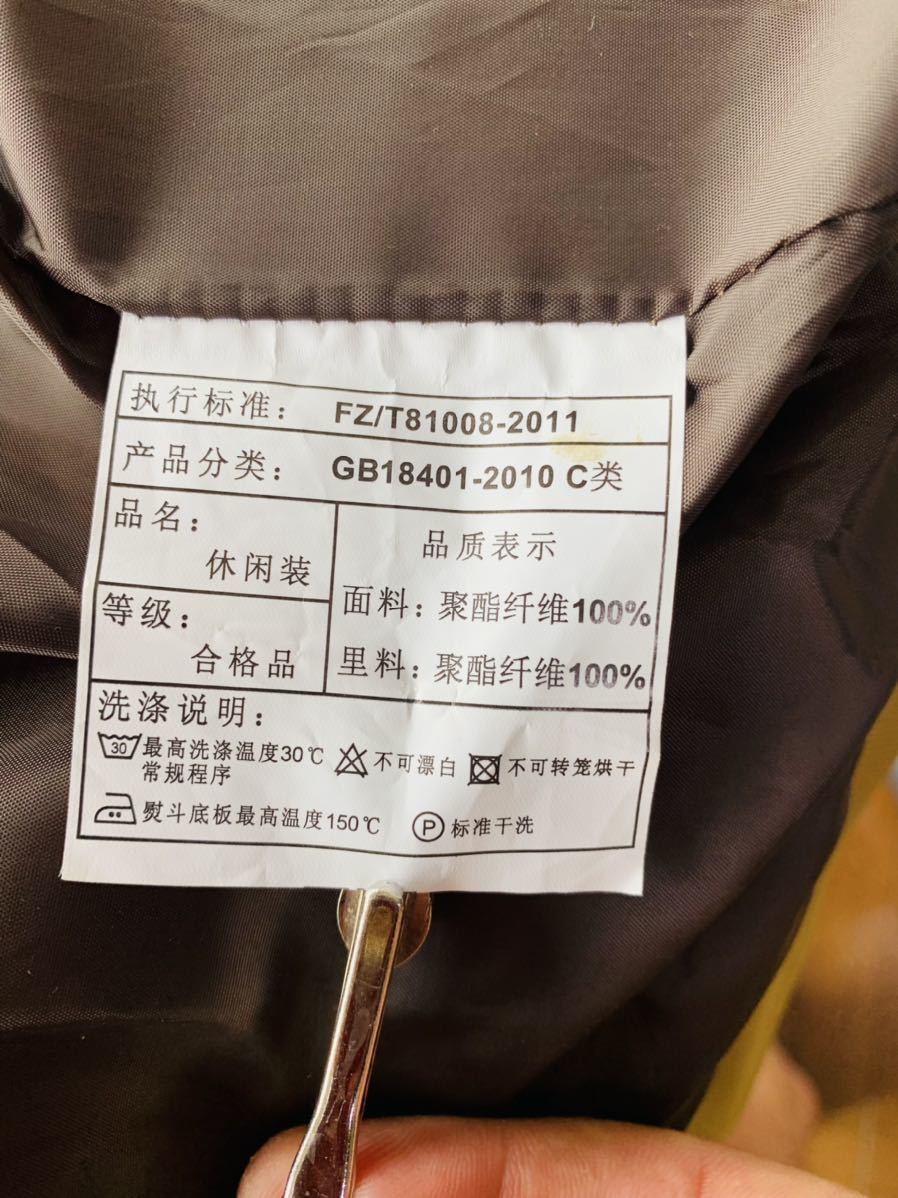 执行标准： FZ/T81008-2011
产品分类： GB18401-2010 C类
品名：
休闲装
等级：
合格品
品质表示
面料：聚酯纤维100%
里料：聚酯纤维100%
洗涤说明：
30 最高洗涤温度30℃
常规程序
不可漂白
不可转笼烘干
熨斗底板最高温度150℃
P 标准干洗